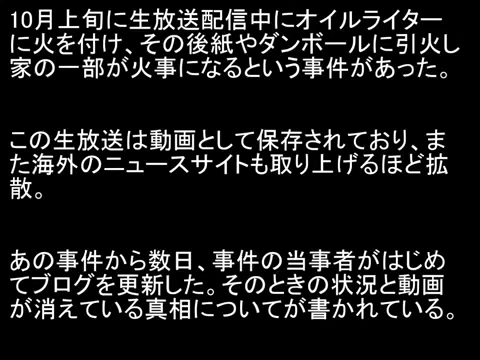 10月上旬に生放送配信中にオイルライター
に火を付け、その後紙やダンボールに引火し
家の一部が火事になるという事件があった。
この生放送は動画として保存されており、ま
た海外のニュースサイトも取り上げるほど拡
散。
あの事件から数日、事件の当事者がはじめ
てブログを更新した。そのときの状況と動画
が消えている真相についてが書かれている。